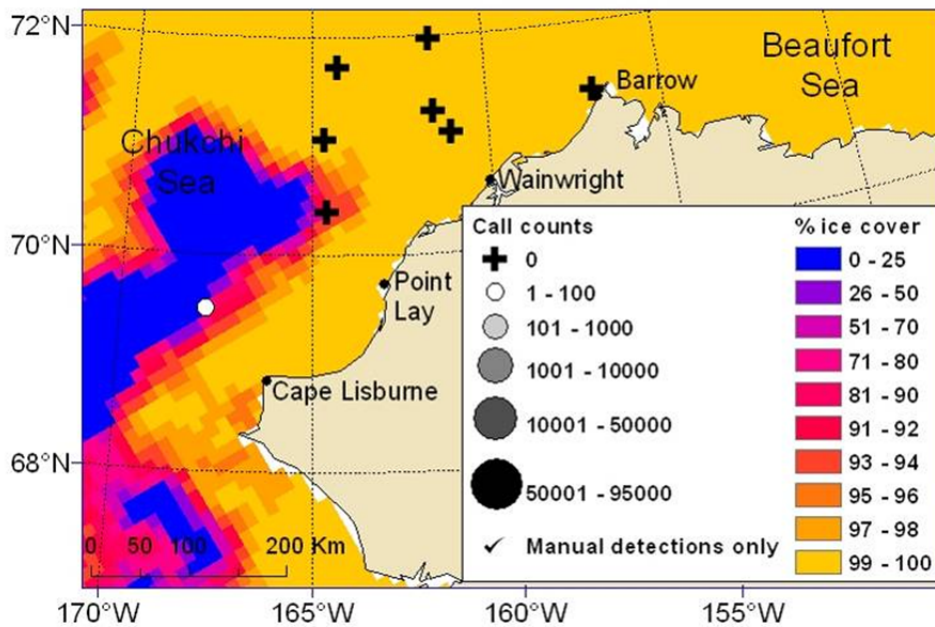 72°N
Beaufort
Sea
Barrow
Chukchi
Sea
Wainwright
70°N
Point
Lay
Cape Lisburne
68°N
0 50 100 200 Km
Call counts
0
1 - 100
101 - 1000
1001 - 10000
10001 - 50000
50001 - 95000
✓ Manual detections only
% ice cover
0 - 25
26 - 50
51 - 70
71 - 80
81 - 90
91 - 92
93 - 94
95 - 96
97 - 98
99 - 100
170°W 165°W 160°W 155°W